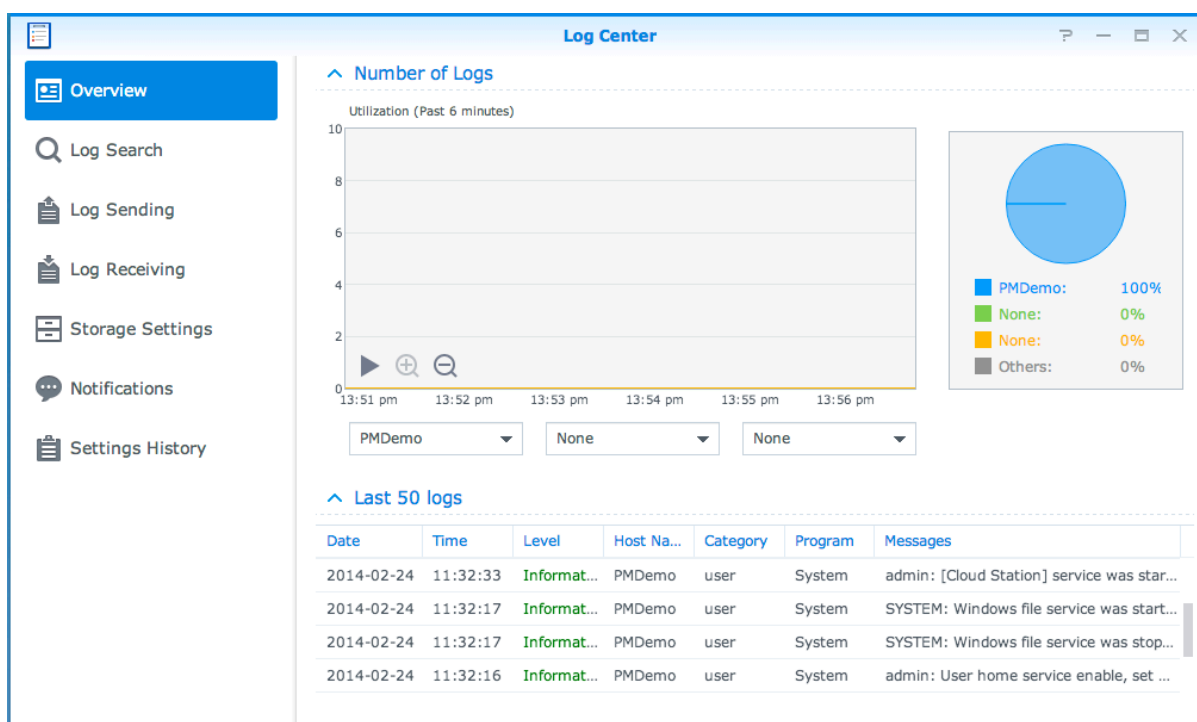 Log Center
Overview
Log Search
Log Sending
Log Receiving
Storage Settings
Notifications
Settings History
Number of Logs
Utilization (Past 6 minutes)
10
8
6
4
2
0
13:51 pm 13:52 pm 13:53 pm 13:54 pm 13:55 pm 13:56 pm
PMDemo None None
PMDemo: 100%
None: 0%
None: 0%
Others: 0%
Last 50 logs
Date Time Level Host Na... Category Program Messages
2014-02-24 11:32:33 Informat... PMDemo user System admin: [Cloud Station] service was star...
2014-02-24 11:32:17 Informat... PMDemo user System SYSTEM: Windows file service was start...
2014-02-24 11:32:17 Informat... PMDemo user System SYSTEM: Windows file service was stop...
2014-02-24 11:32:16 Informat... PMDemo user System admin: User home service enable, set ...